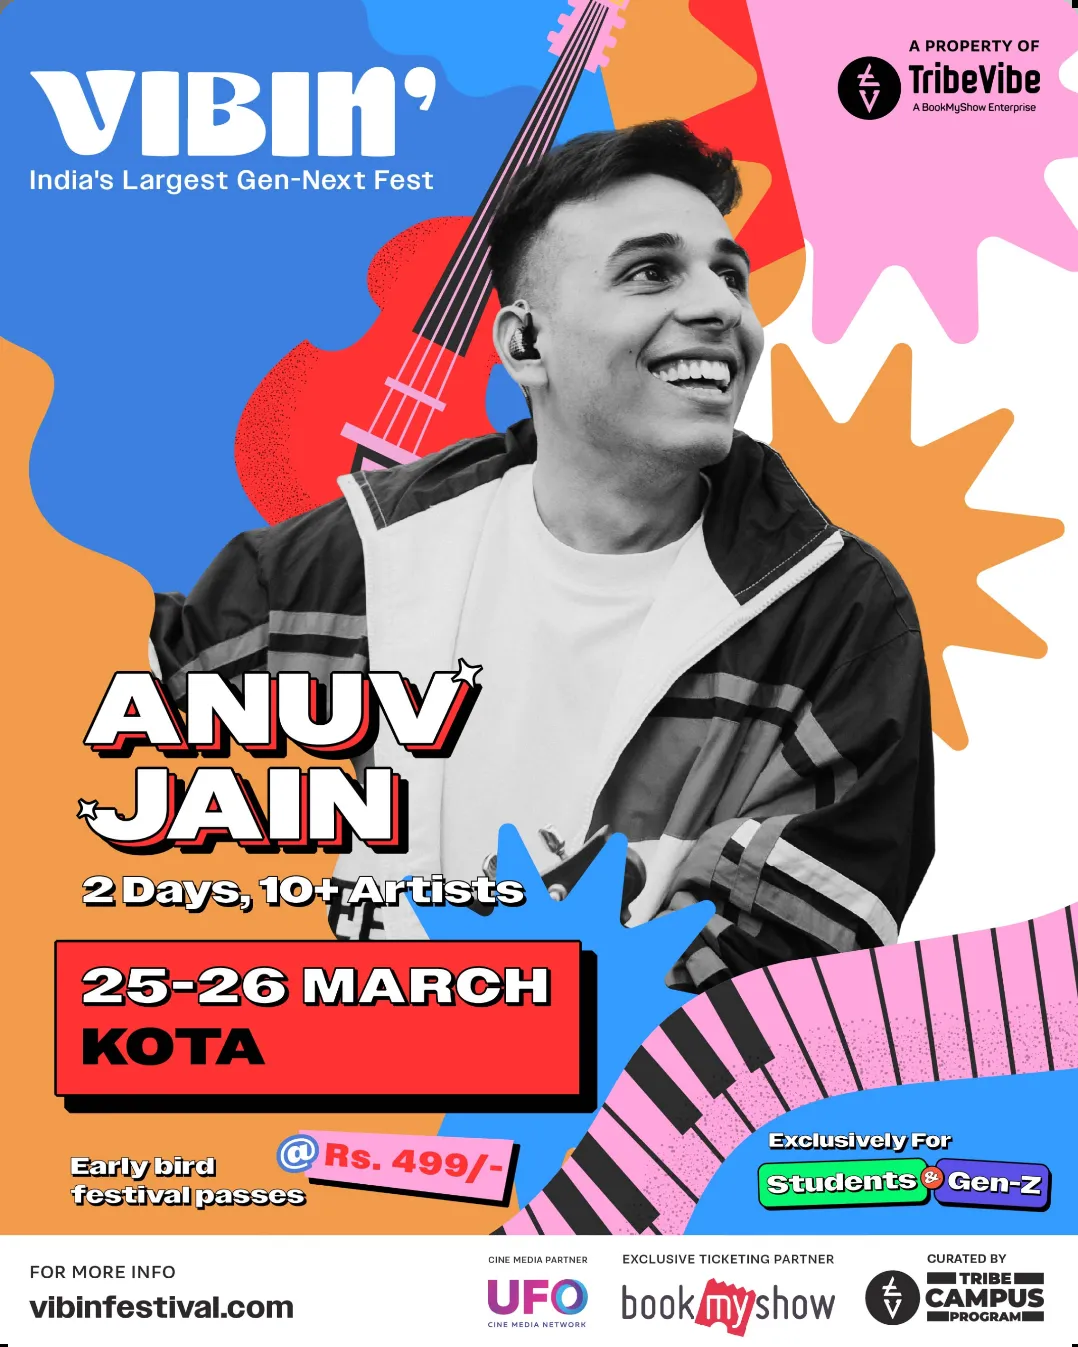 VIBIN'
India's Largest Gen-Next Fest
A PROPERTY OF
TribeVibe
A BookMyShow Enterprise
ANUV
JAIN
2 Days, 10+ Artists
25-26 MARCH
KOTA
Early bird
festival passes
@ Rs. 499/-
Exclusively For
Students & Gen-Z
FOR MORE INFO
vibinfestival.com
CINE MEDIA PARTNER
UFO
CINE MEDIA NETWORK
EXCLUSIVE TICKETING PARTNER
bookmyshow
CURATED BY
TRIBE
CAMPUS
PROGRAM